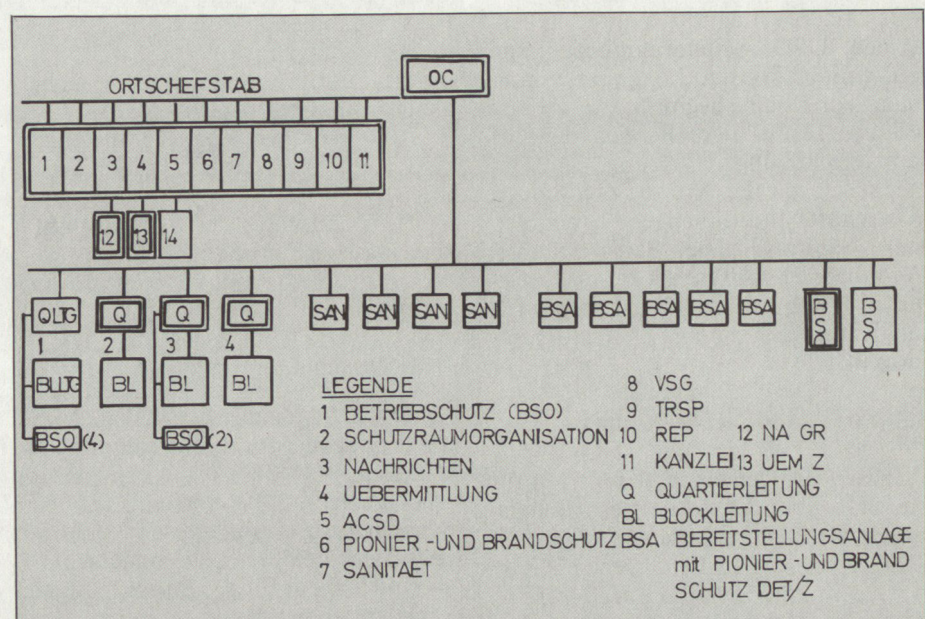 OC
ORTSCHEFSTAB
1 2 3 4 5 6 7 8 9 10 11
12 13 14
QLTG Q Q Q SAN SAN SAN SAN BSA BSA BSA BSA BSA BSO BSO
1 2 3 4
BLLTG BL BL BL
BSO (4) BSO (2)
LEGENDE
1 BETRIEBSCHUTZ (BSO)
2 SCHUTZRAUMORGANISATION
3 NACHRICHTEN
4 UEBERMITTLUNG
5 ACSD
6 PIONIER-UND BRANDSCHUTZ
7 SANITAET
8 VSG
9 TRSP
10 REP 12 NA GR
11 KANZLEI 13 UEM Z
Q QUARTIERLEITUNG
BL BLOCKLEITUNG
BSA BEREITSTELLUNGSANLAGE
mit PIONIER-UND BRAND
SCHUTZ DET/Z